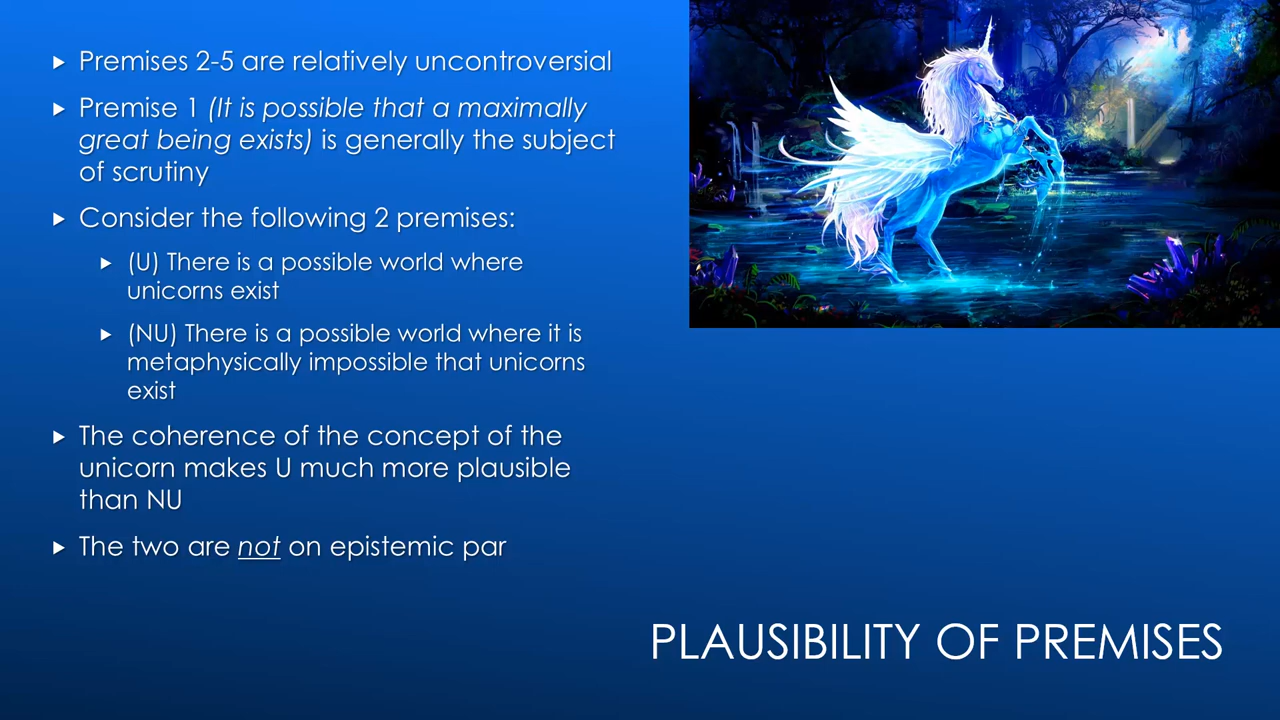 ▶ Premises 2-5 are relatively uncontroversial
▶ Premise 1 (It is possible that a maximally
great being exists) is generally the subject
of scrutiny
▶ Consider the following 2 premises:
▶ (U) There is a possible world where
unicorns exist
▶ (NU) There is a possible world where it is
metaphysically impossible that unicorns
exist
▶ The coherence of the concept of the
unicorn makes U much more plausible
than NU
▶ The two are not on epistemic par
PLAUSIBILITY OF PREMISES